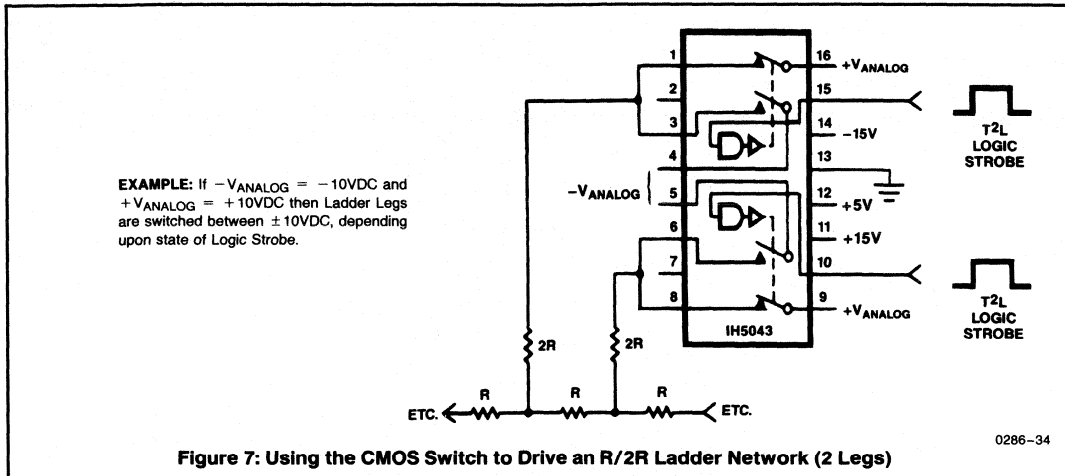 EXAMPLE: If −VANALOG = −10VDC and
+VANALOG = +10VDC then Ladder Legs
are switched between ±10VDC, depending
upon state of Logic Strobe.
1
2
3
4
5
6
7
8
−VANALOG
16
+VANALOG
15
14
−15V
13
12
+5V
11
+15V
10
9
+VANALOG
IH5043
T2L
LOGIC
STROBE
T2L
LOGIC
STROBE
2R
2R
ETC.
R
R
R
ETC.
0286–34
Figure 7: Using the CMOS Switch to Drive an R/2R Ladder Network (2 Legs)